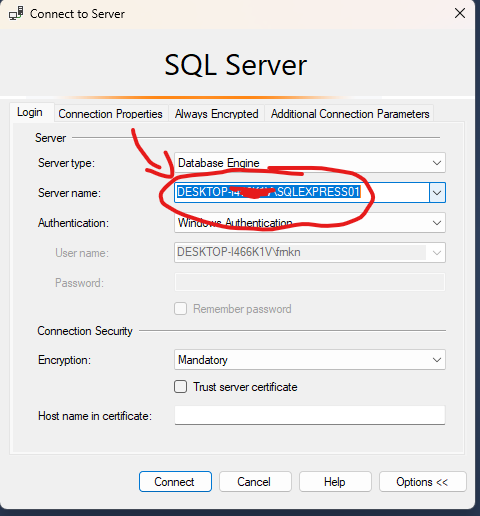 Connect to Server
SQL Server
Login Connection Properties Always Encrypted Additional Connection Parameters
Server
Server type: Database Engine
Server name: \SQLEXPRESS01
Authentication: Windows Authentication
User name: DESKTOP-I466K1V\fmkn
Password:
Remember password
Connection Security
Encryption: Mandatory
Trust server certificate
Host name in certificate:
Connect Cancel Help Options <<